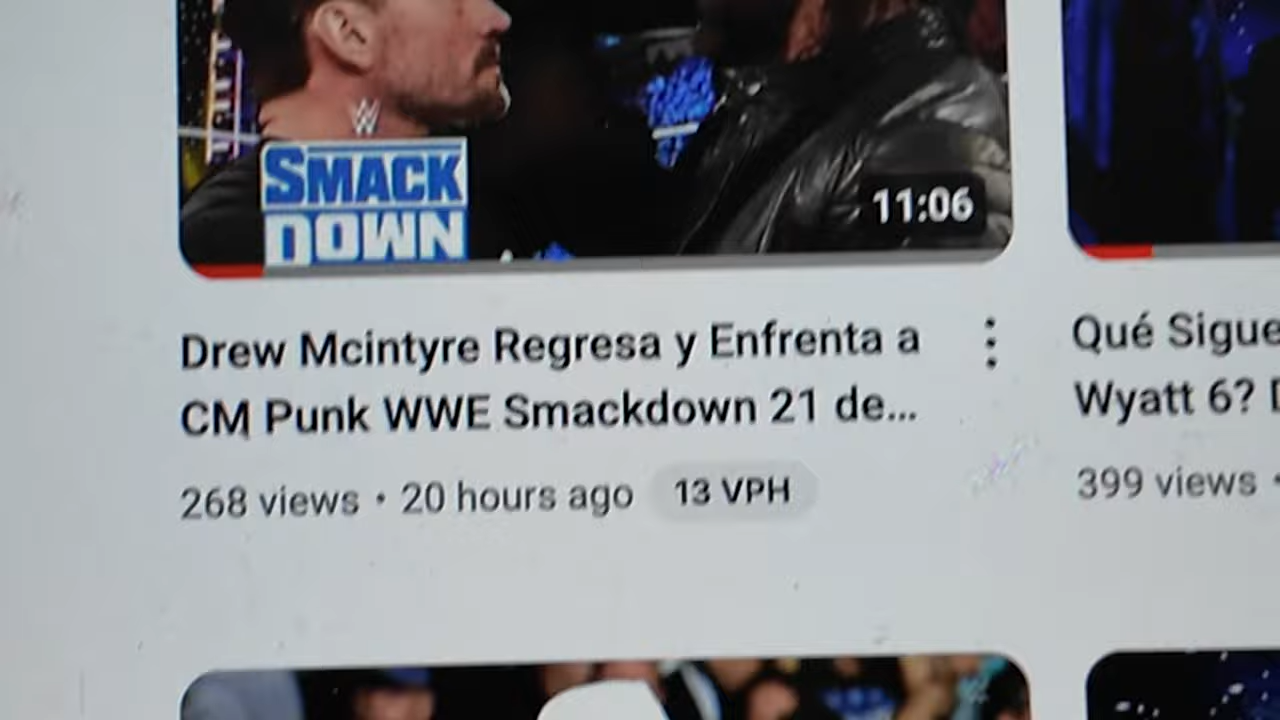 W
SMACK
DOWN
11:06
Drew Mcintyre Regresa y Enfrenta a
CM Punk WWE Smackdown 21 de...
268 views • 20 hours ago 13 VPH
Qué Sigue
Wyatt 6?
399 views •